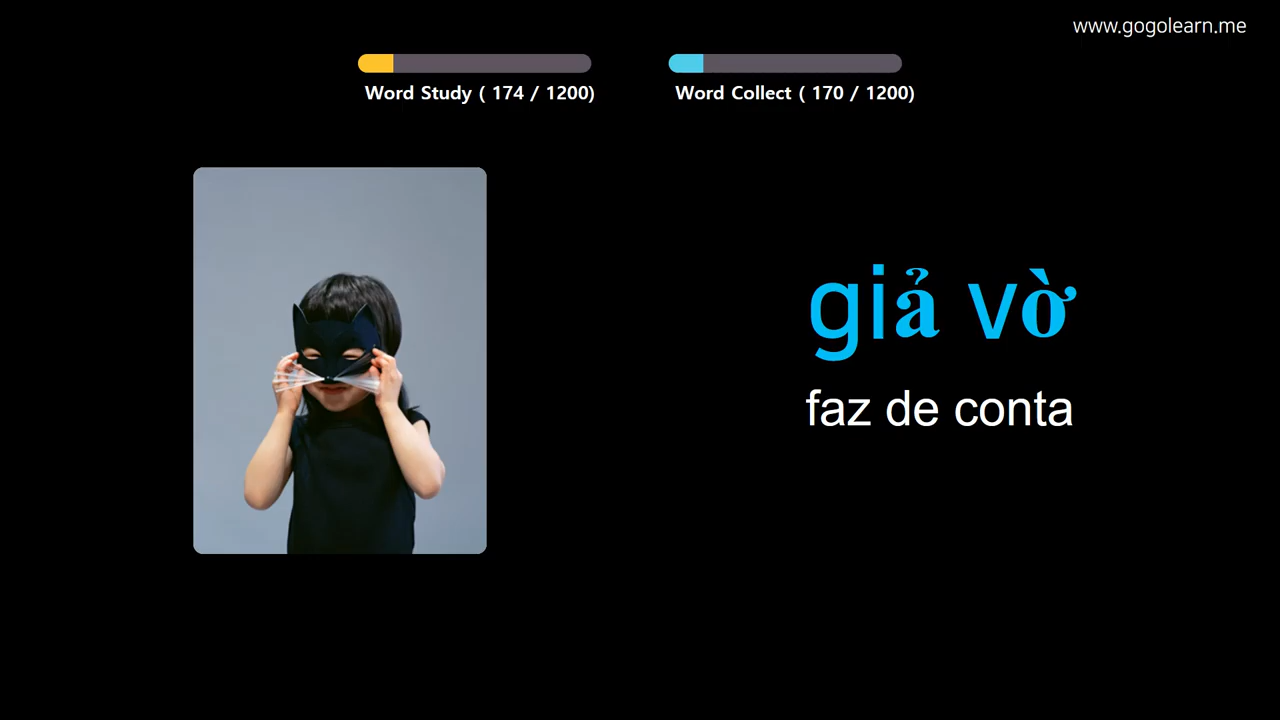 www.gogolearn.me
Word Study ( 174 / 1200)
Word Collect ( 170 / 1200)
giả vờ
faz de conta